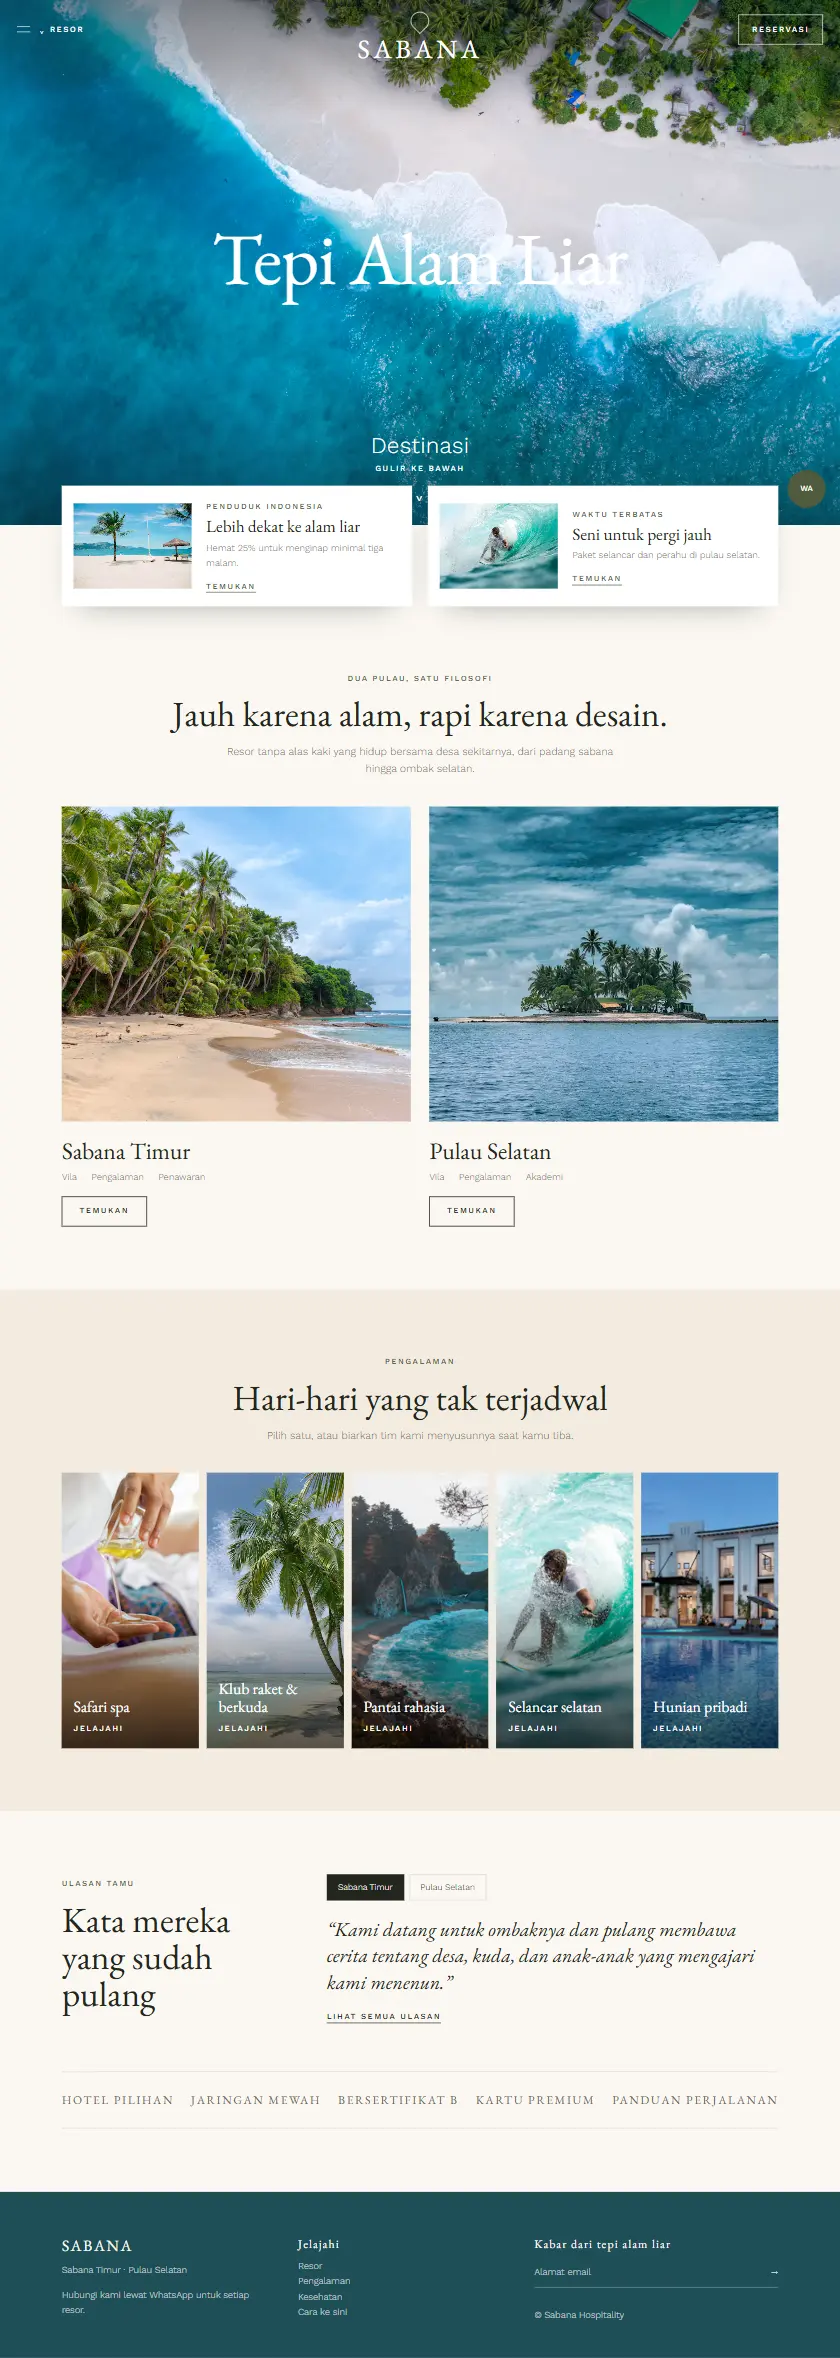 RESOR
SABANA
RESERVASI
Tepi Alam Liar
Destinasi
GULIR KE BAWAH
WA
PENDUDUK INDONESIA
Lebih dekat ke alam liar
Hemat 25% untuk menginap minimal tiga
malam.
TEMUKAN
WAKTU TERBATAS
Seni untuk pergi jauh
Paket selancar dan perahu di pulau selatan.
TEMUKAN
DUA PULAU, SATU FILOSOFI
Jauh karena alam, rapi karena desain.
Resor tanpa alas kaki yang hidup bersama desa sekitarnya, dari padang sabana
hingga ombak selatan.
Sabana Timur
Vila Pengalaman Penawaran
TEMUKAN
Pulau Selatan
Vila Pengalaman Akademi
TEMUKAN
PENGALAMAN
Hari-hari yang tak terjadwal
Pilih satu, atau biarkan tim kami menyusunnya saat kamu tiba.
Safari spa
JELAJAHI
Klub raket &
berkuda
JELAJAHI
Pantai rahasia
JELAJAHI
Selancar selatan
JELAJAHI
Hunian pribadi
JELAJAHI
ULASAN TAMU
Kata mereka
yang sudah
pulang
Sabana Timur
Pulau Selatan
“Kami datang untuk ombaknya dan pulang membawa
cerita tentang desa, kuda, dan anak-anak yang mengajari
kami menenun.”
LIHAT SEMUA ULASAN
HOTEL PILIHAN
JARINGAN MEWAH
BERSERTIFIKAT B
KARTU PREMIUM
PANDUAN PERJALANAN
SABANA
Sabana Timur · Pulau Selatan
Hubungi kami lewat WhatsApp untuk setiap
resor.
Jelajahi
Resor
Pengalaman
Kesehatan
Cara ke sini
Kabar dari tepi alam liar
Alamat email →
© Sabana Hospitality